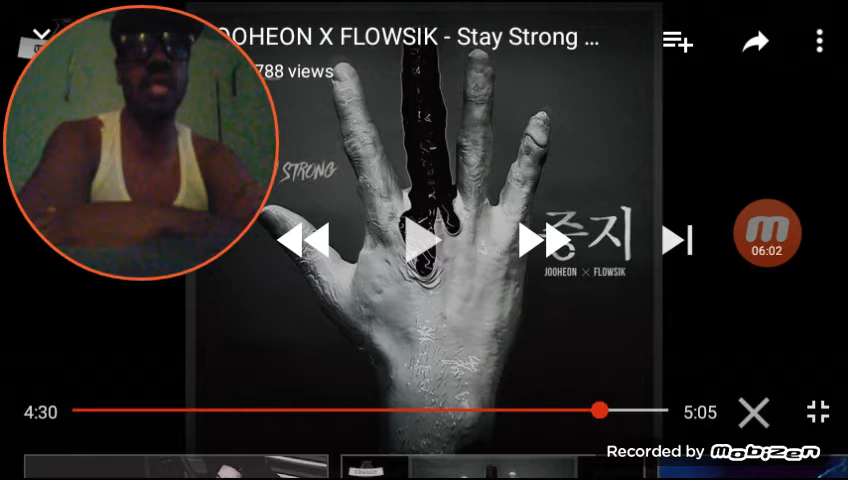 OOHEON X FLOWSIK - Stay Strong ...
788 views
STRONG
중지
JOOHEON X FLOWSIK
06:02
4:30
5:05
Recorded by MOBIZEN